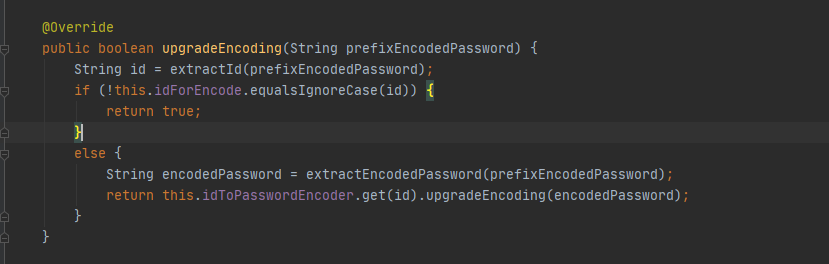 @Override
public boolean upgradeEncoding(String prefixEncodedPassword) {
    String id = extractId(prefixEncodedPassword);
    if (!this.idForEncode.equalsIgnoreCase(id)) {
        return true;
    }
    else {
        String encodedPassword = extractEncodedPassword(prefixEncodedPassword);
        return this.idToPasswordEncoder.get(id).upgradeEncoding(encodedPassword);
    }
}